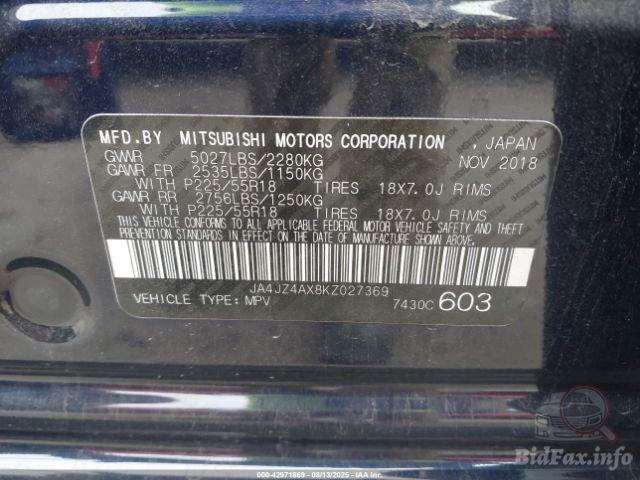 MFD.BY MITSUBISHI MOTORS CORPORATION . JAPAN
GVWR 5027LBS/2280KG NOV 2018
GAWR FR 2535LBS/1150KG
WITH P225/55R18 TIRES 18X7.0J RIMS
GAWR RR 2756LBS/1250KG
WITH P225/55R18 TIRES 18X7.0J RIMS
THIS VEHICLE CONFORMS TO ALL APPLICABLE FEDERAL MOTOR VEHICLE SAFETY AND THEFT
PREVENTION STANDARDS IN EFFECT ON THE DATE OF MANUFACTURE SHOWN ABOVE.
JA4JZ4AX8KZ027369
VEHICLE TYPE: MPV 7430C 603
BidFax.info
000-42971869 - 08/13/2025 - IAA Inc.